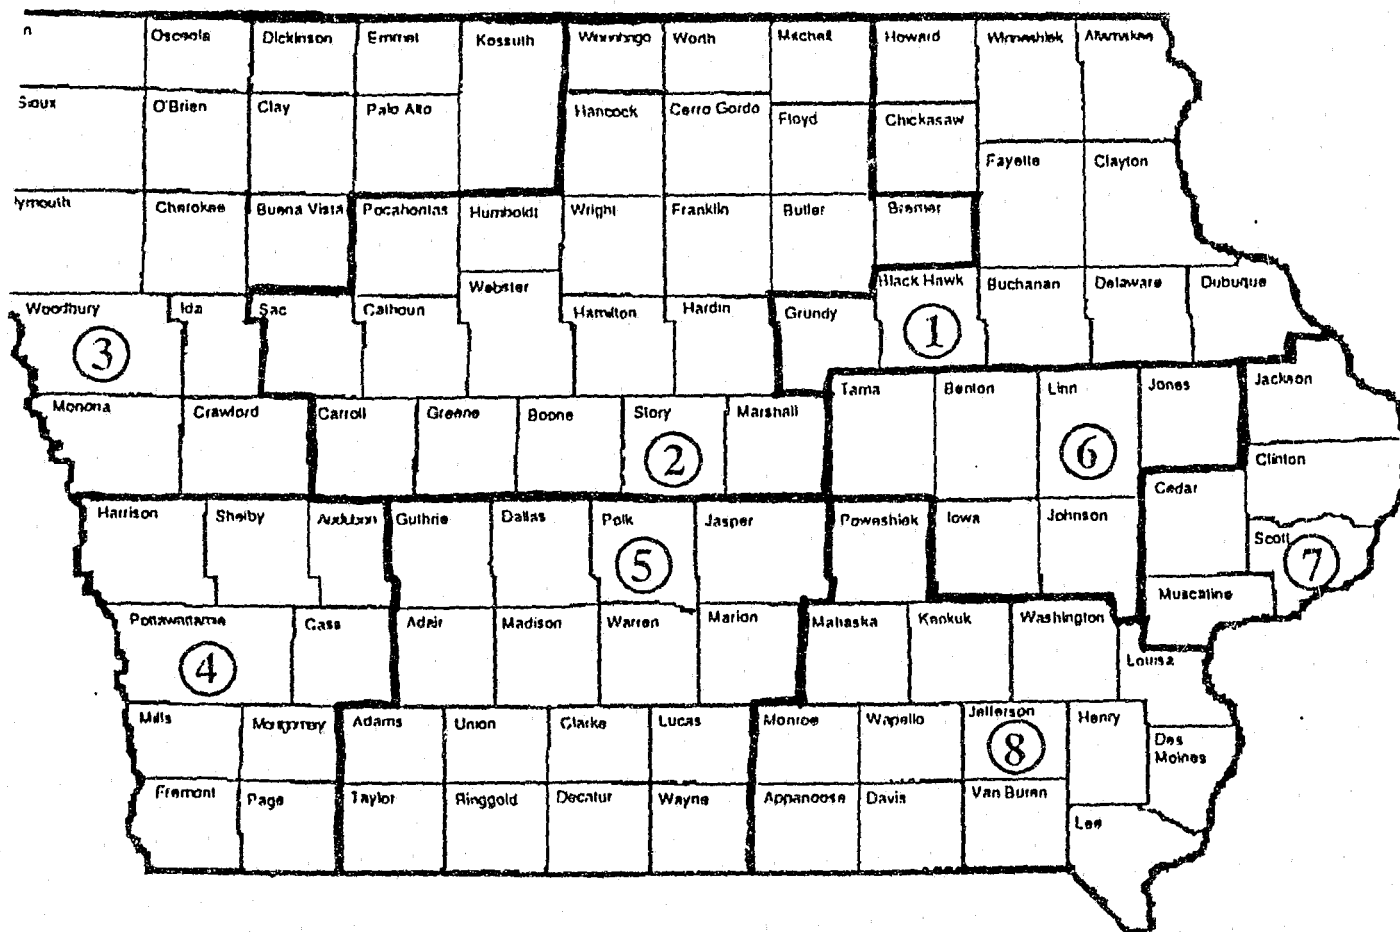 n
Osceola
Dickinson
Emmet
Kossuth
Winnebago
Worth
Mitchell
Howard
Winneshiek
Allamakee
Sioux
O'Brien
Clay
Palo Alto
Hancock
Cerro Gordo
Floyd
Chickasaw
Fayette
Clayton
lymouth
Cherokee
Buena Vista
Pocahontas
Humboldt
Wright
Franklin
Butler
Bremer
Webster
Black Hawk
Buchanan
Delaware
Dubuque
Woodbury
Ida
Sac
Calhoun
Hamilton
Hardin
Grundy
1
3
Tama
Benton
Linn
Jones
Jackson
Monona
Crawford
Carroll
Greene
Boone
Story
Marshall
2
6
Clinton
Cedar
Harrison
Shelby
Audubon
Guthrie
Dallas
Polk
Jasper
Poweshiek
Iowa
Johnson
Scott
5
7
Muscatine
Pottawattamie
Cass
Adair
Madison
Warren
Marion
Mahaska
Keokuk
Washington
Louisa
4
Mills
Montgomery
Adams
Union
Clarke
Lucas
Monroe
Wapello
Jefferson
Henry
8
Des
Moines
Fremont
Page
Taylor
Ringgold
Decatur
Wayne
Appanoose
Davis
Van Buren
Lee